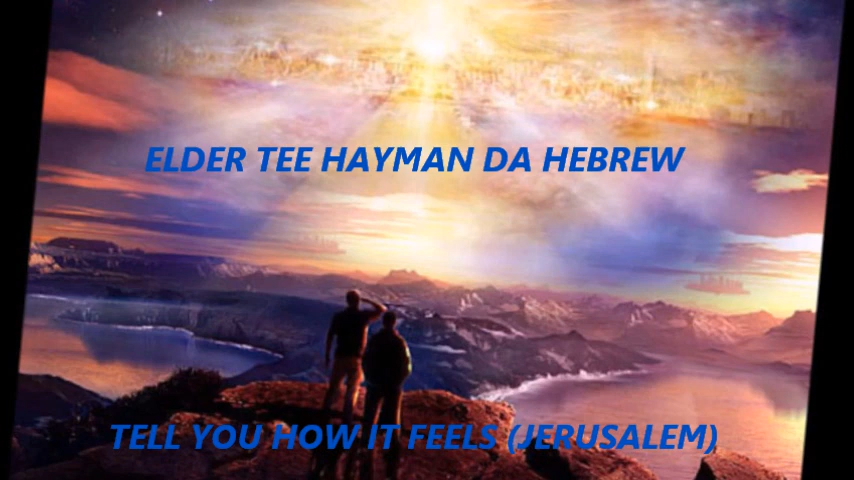 ELDER TEE HAYMAN DA HEBREW
TELL YOU HOW IT FEELS (JERUSALEM)